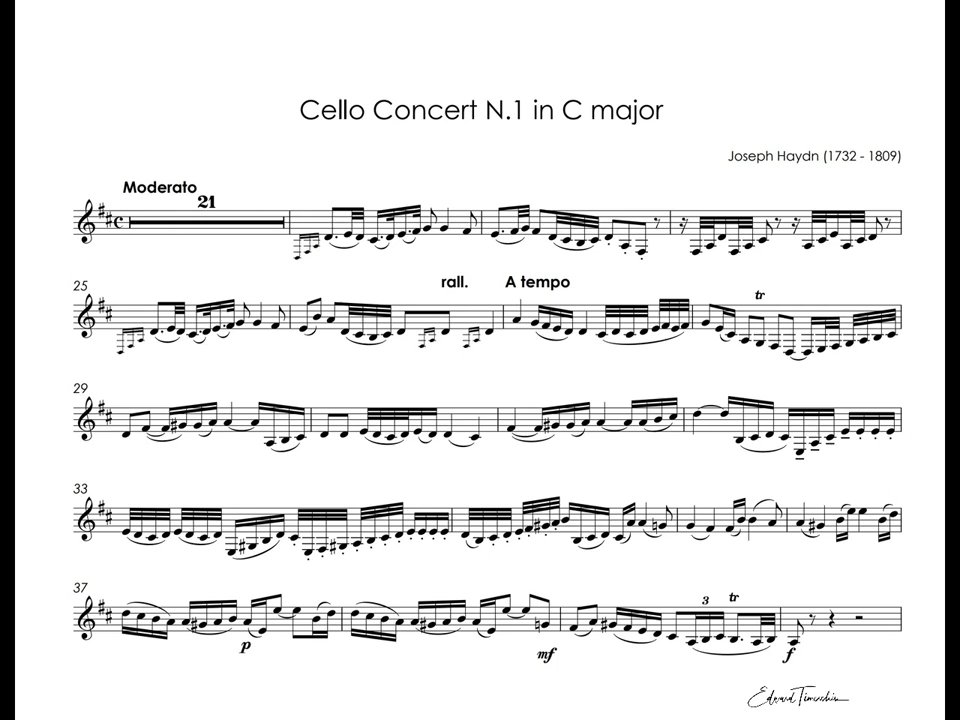 Cello Concert N.1 in C major
Joseph Haydn (1732 - 1809)
Moderato
21
25
rall.
A tempo
tr
29
33
37
3
tr
p
mf
f